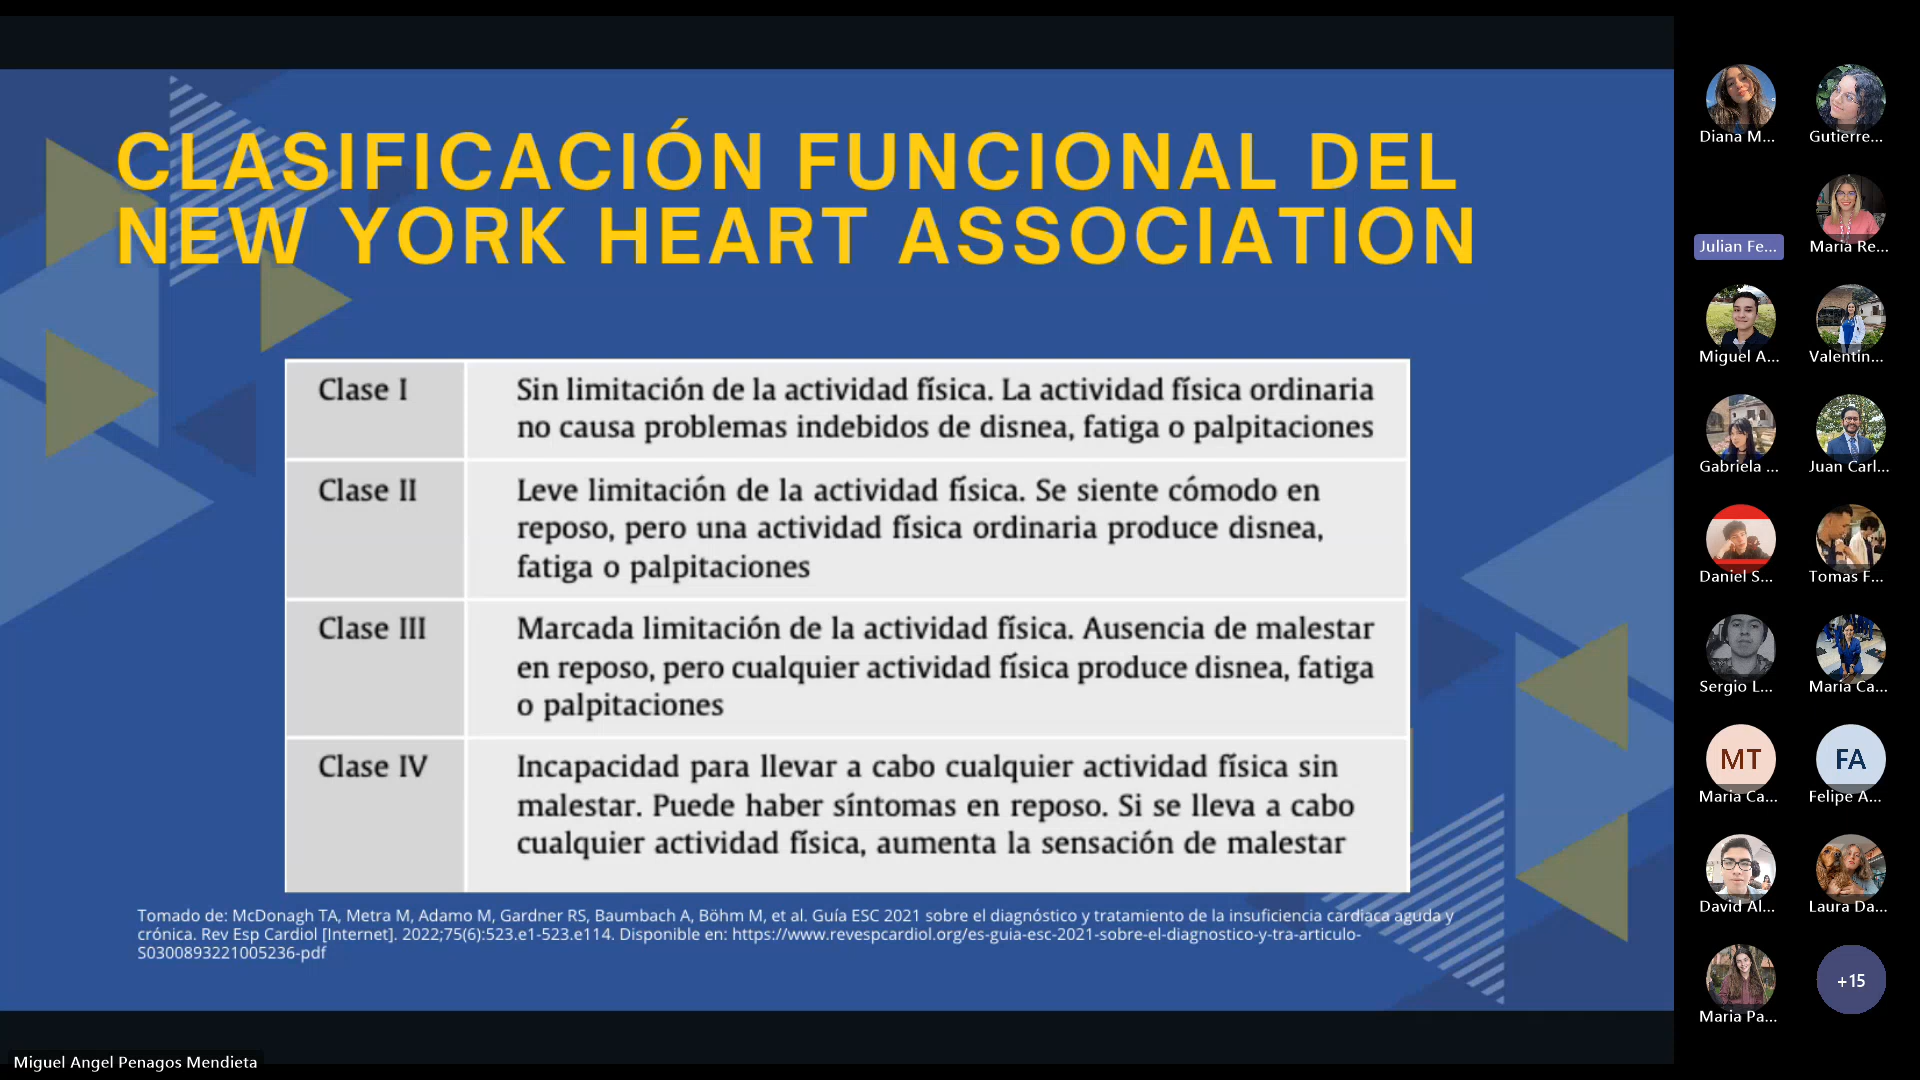 CLASIFICACIÓN FUNCIONAL DEL
NEW YORK HEART ASSOCIATION
Clase I
Sin limitación de la actividad física. La actividad física ordinaria
no causa problemas indebidos de disnea, fatiga o palpitaciones
Clase II
Leve limitación de la actividad física. Se siente cómodo en
reposo, pero una actividad física ordinaria produce disnea,
fatiga o palpitaciones
Clase III
Marcada limitación de la actividad física. Ausencia de malestar
en reposo, pero cualquier actividad física produce disnea, fatiga
o palpitaciones
Clase IV
Incapacidad para llevar a cabo cualquier actividad física sin
malestar. Puede haber síntomas en reposo. Si se lleva a cabo
cualquier actividad física, aumenta la sensación de malestar
Tomado de: McDonagh TA, Metra M, Adamo M, Gardner RS, Baumbach A, Böhm M, et al. Guía ESC 2021 sobre el diagnóstico y tratamiento de la insuficiencia cardiaca aguda y
crónica. Rev Esp Cardiol [Internet]. 2022;75(6):523.e1-523.e114. Disponible en: https://www.revespcardiol.org/es-guia-esc-2021-sobre-el-diagnostico-y-tra-articulo-
S0300893221005236-pdf
Miguel Angel Penagos Mendieta
Diana M...
Gutierre...
Julian Fe...
Maria Re...
Miguel A...
Valentin...
Gabriela ...
Juan Carl...
Daniel S...
Tomas F...
Sergio L...
Maria Ca...
MT
Maria Ca...
FA
Felipe A...
David Al...
Laura Da...
Maria Pa...
+15